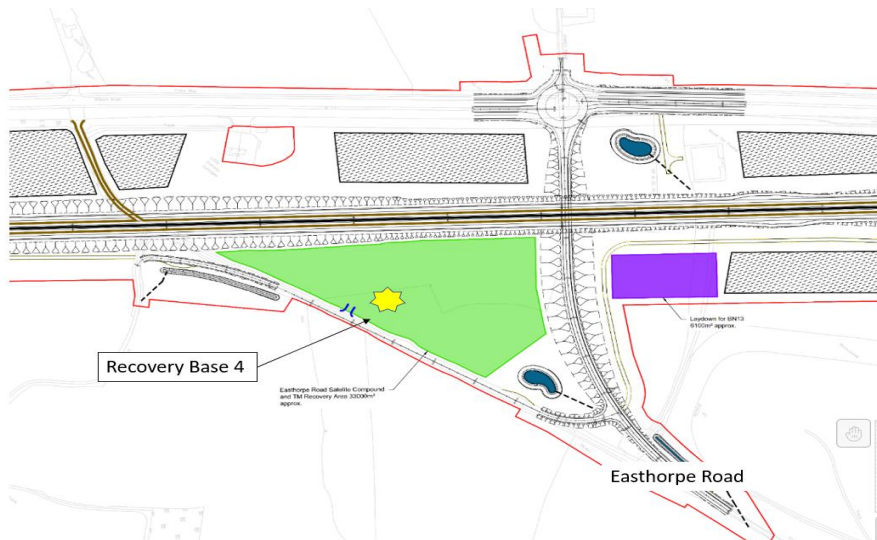 Laydown for BN13
6100m² approx.
Recovery Base 4
Easthorpe Road Satellite Compound
and TM Recovery Area 33000m²
approx.
Easthorpe Road